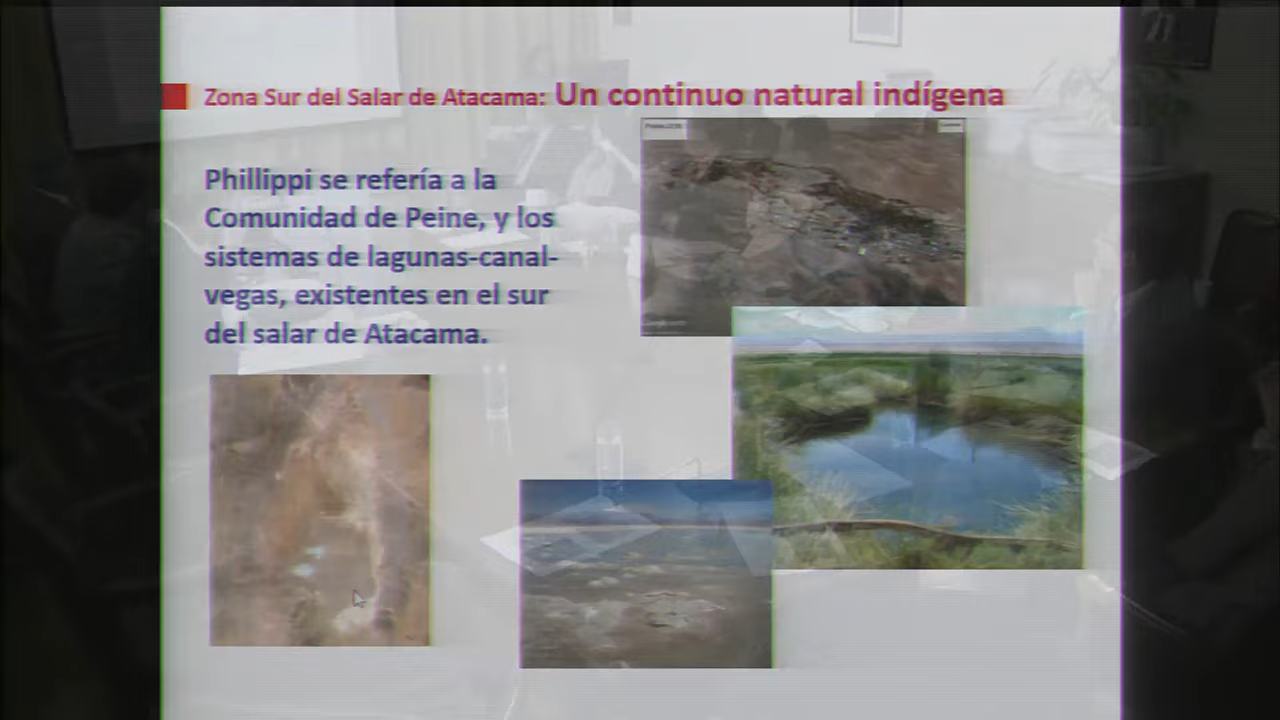 Zona Sur del Salar de Atacama: Un continuo natural indígena
Phillippi se refería a la
Comunidad de Peine, y los
sistemas de lagunas-canal-
vegas, existentes en el sur
del salar de Atacama.